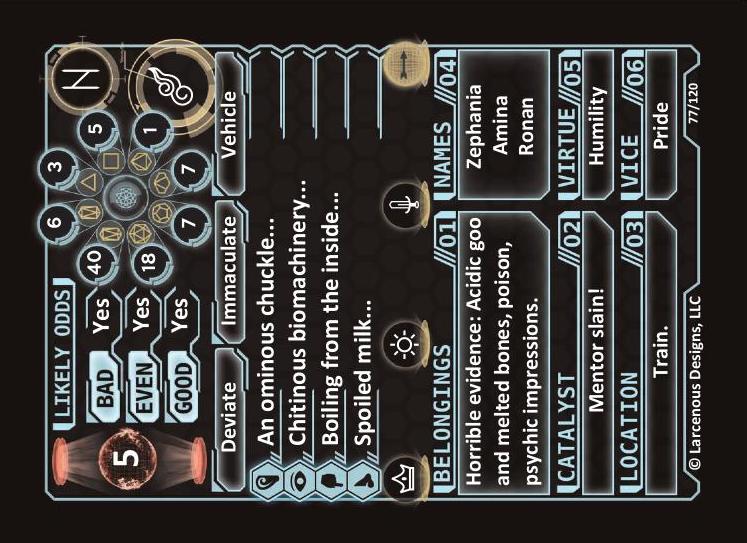 5
LIKELY ODDS
BAD Yes
EVEN Yes
GOOD Yes
6
3
5
1
7
7
18
40
N
Deviate
Immaculate
Vehicle
An ominous chuckle...
Chitinous biomachinery...
Boiling from the inside...
Spoiled milk...
BELONGINGS 01
Horrible evidence: Acidic goo
and melted bones, poison,
psychic impressions.
NAMES 04
Zephania
Amina
Ronan
CATALYST 02
Mentor slain!
VIRTUE 05
Humility
LOCATION 03
Train.
VICE 06
Pride
© Larcenous Designs, LLC
77/120